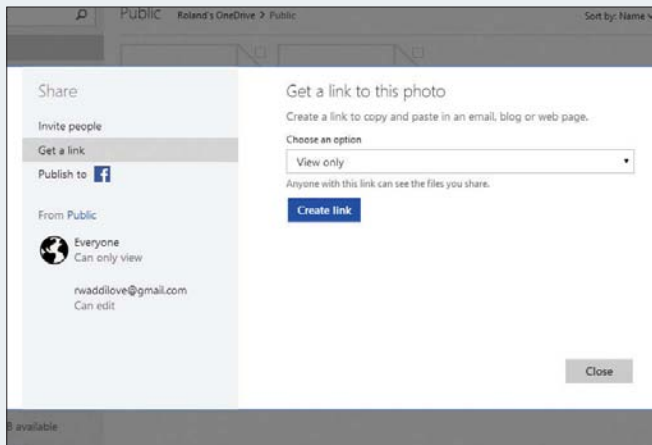 Public
Roland's OneDrive > Public
Sort by: Name
Share
Invite people
Get a link
Publish to
From Public
Everyone
Can only view
rwaddilove@gmail.com
Can edit
Get a link to this photo
Create a link to copy and paste in an email, blog or web page.
Choose an option
View only
Anyone with this link can see the files you share.
Create link
Close
available